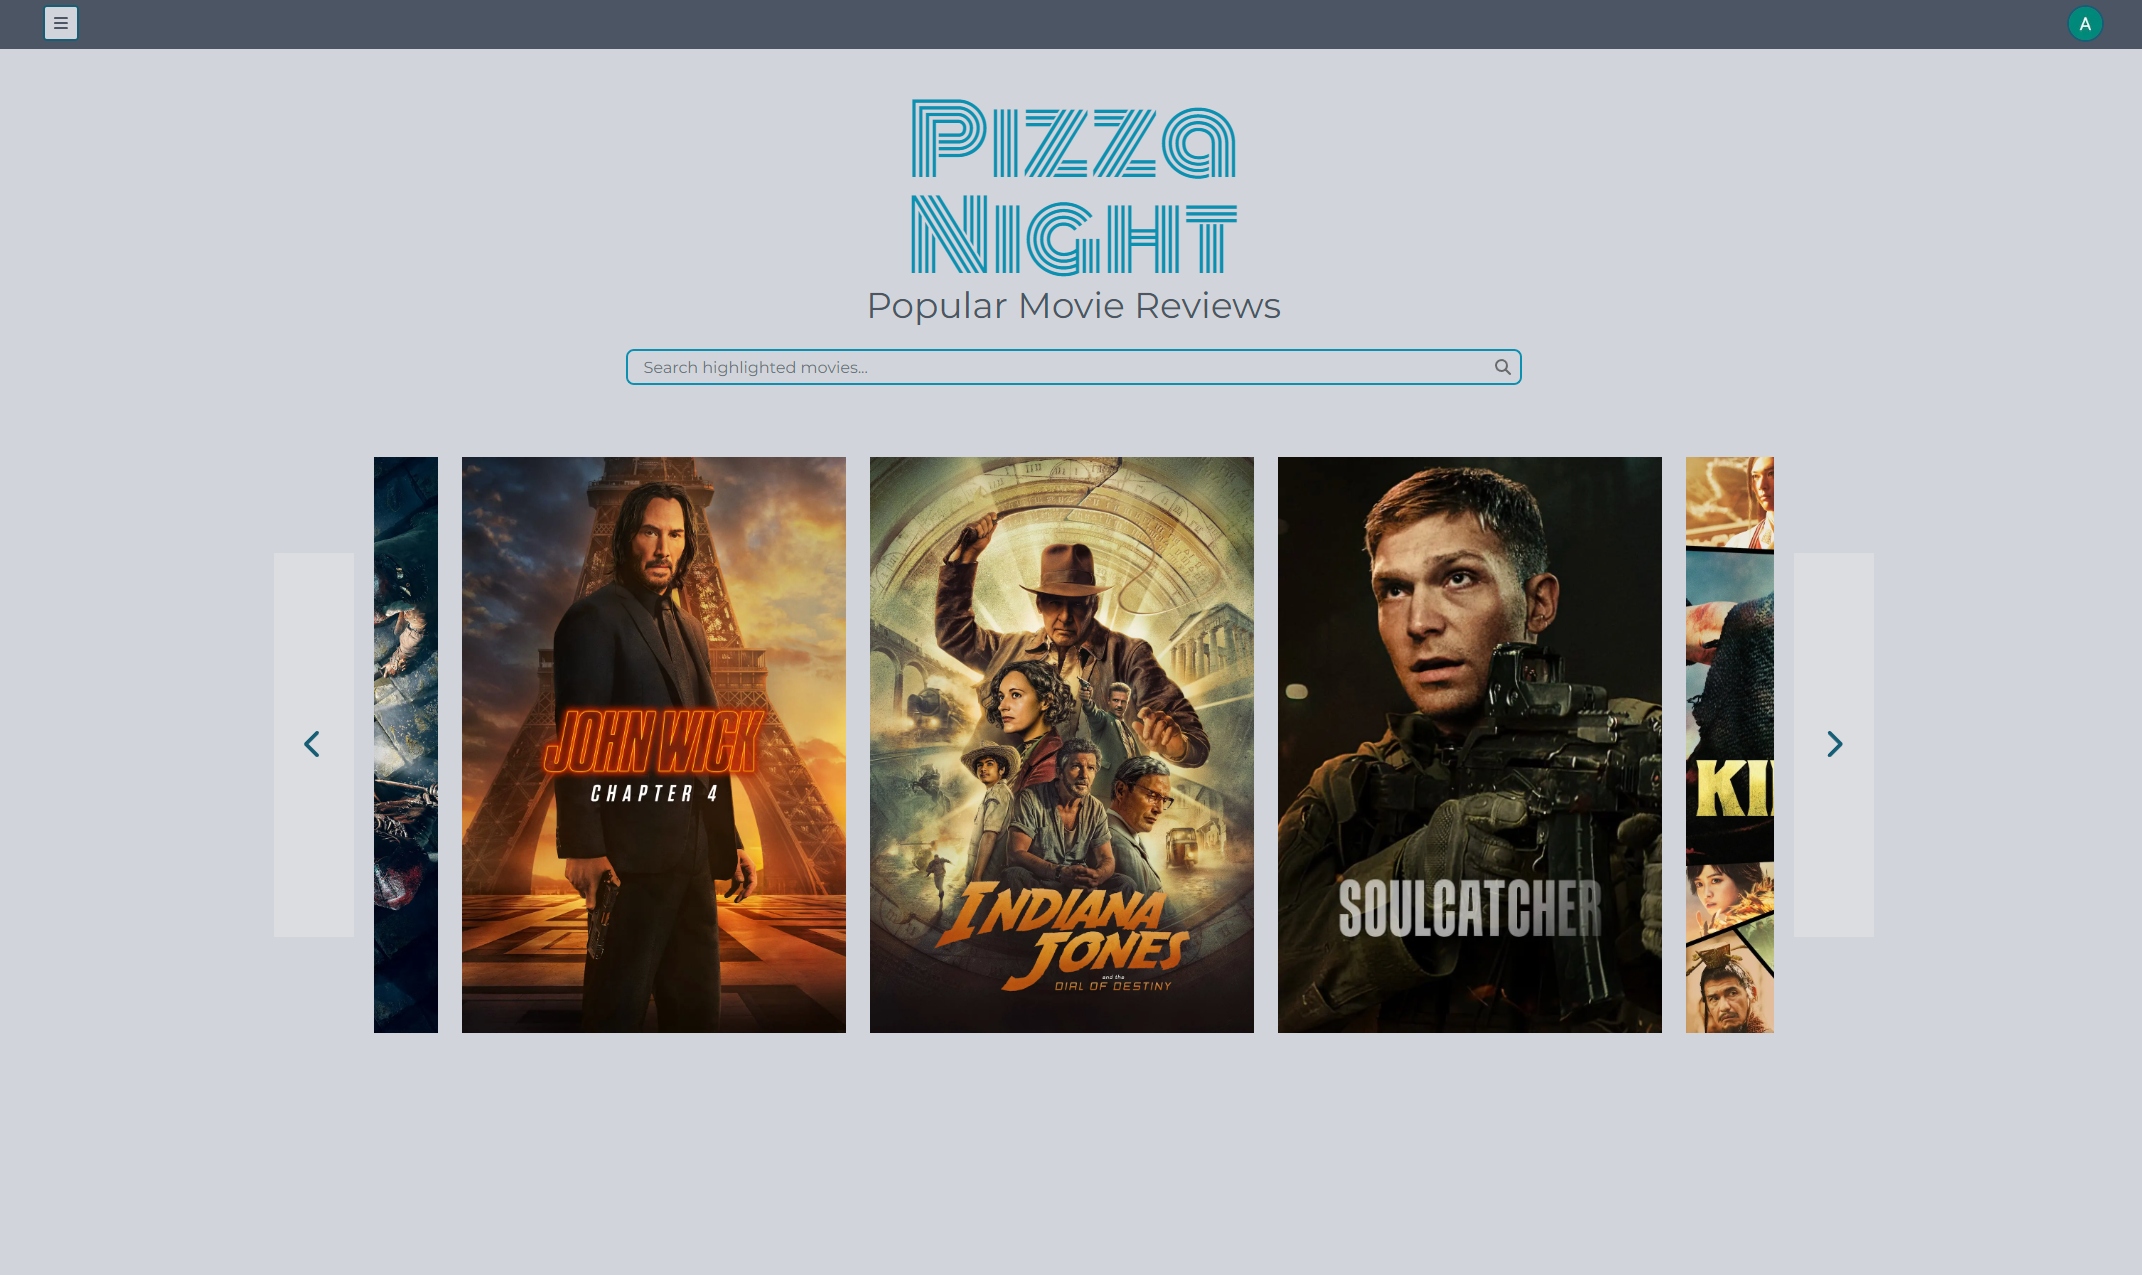 A
Pizza
Night
Popular Movie Reviews
Search highlighted movies...
JOHN WICK
CHAPTER 4
INDIANA
JONES
and the
DIAL OF DESTINY
SOULCATCHER